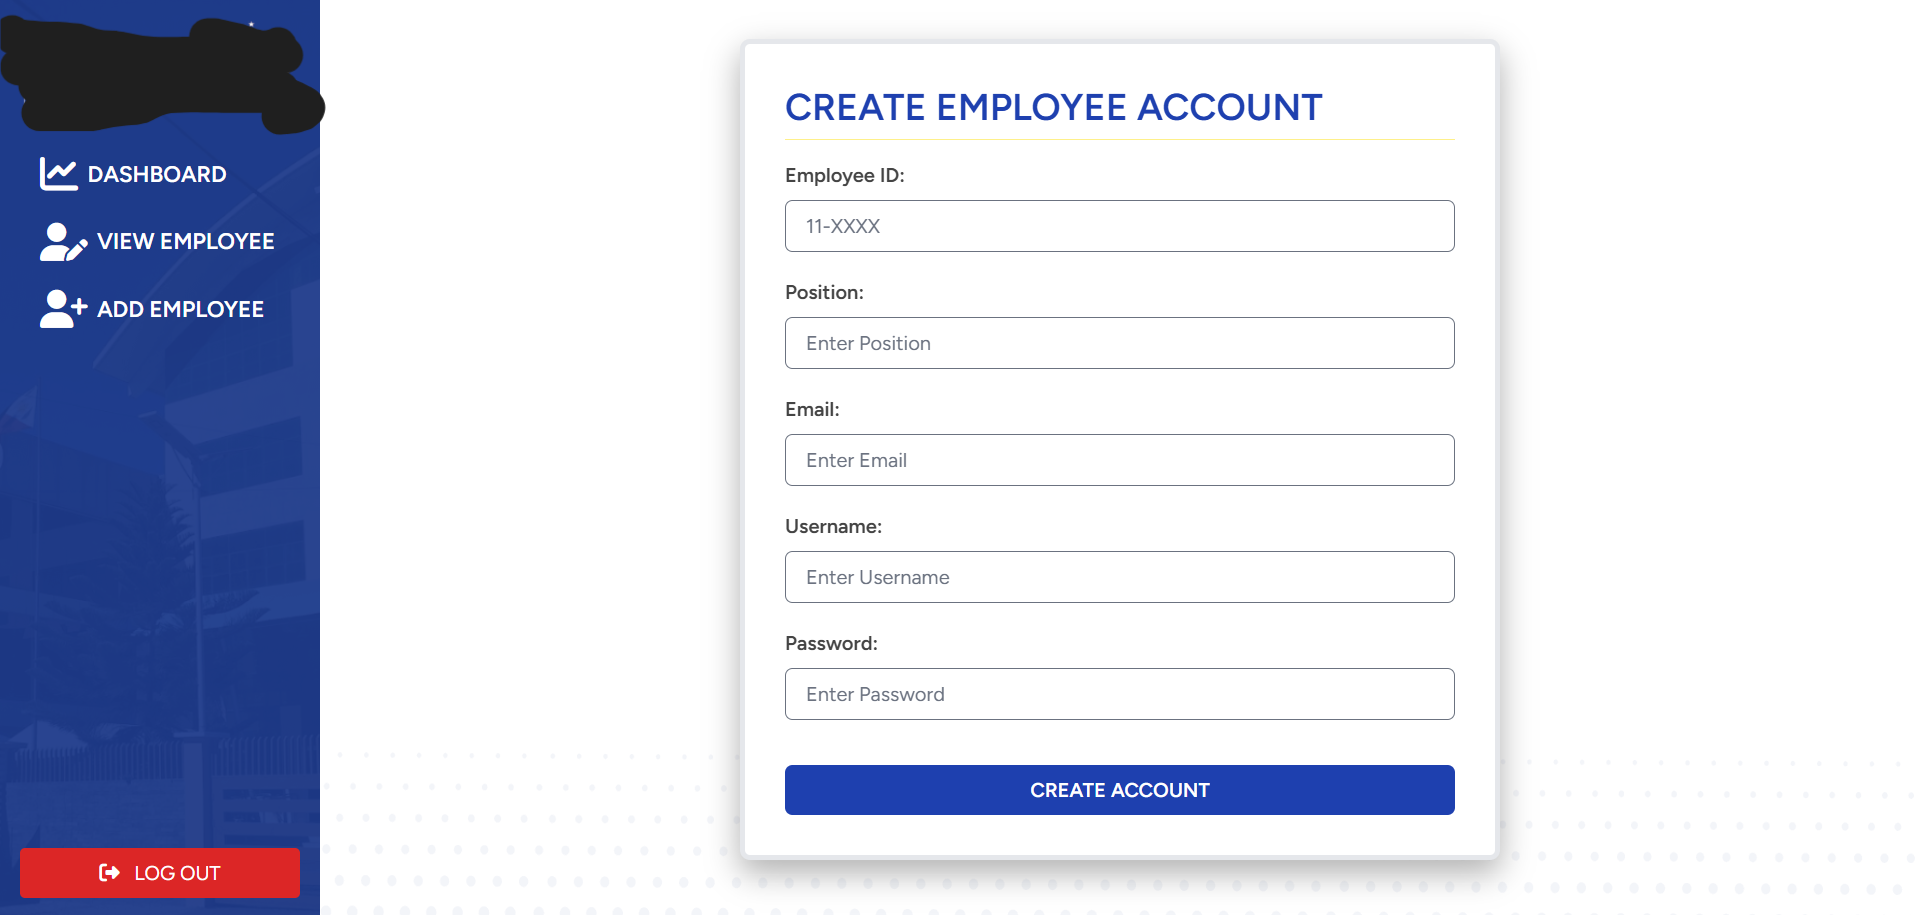 DASHBOARD
VIEW EMPLOYEE
ADD EMPLOYEE
LOG OUT
CREATE EMPLOYEE ACCOUNT
Employee ID:
11-XXXX
Position:
Enter Position
Email:
Enter Email
Username:
Enter Username
Password:
Enter Password
CREATE ACCOUNT